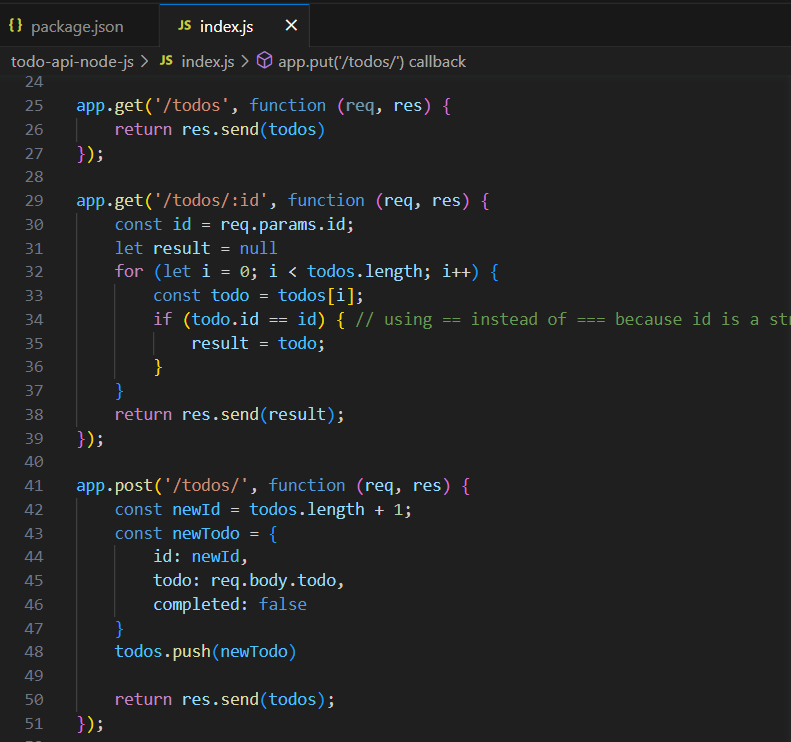 {} package.json JS index.js ×
todo-api-node-js > JS index.js > app.put('/todos/') callback
24
25 app.get('/todos', function (req, res) {
26     return res.send(todos)
27 });
28
29 app.get('/todos/:id', function (req, res) {
30     const id = req.params.id;
31     let result = null
32     for (let i = 0; i < todos.length; i++) {
33         const todo = todos[i];
34         if (todo.id == id) { // using == instead of === because id is a
35             result = todo;
36         }
37     }
38     return res.send(result);
39 });
40
41 app.post('/todos/', function (req, res) {
42     const newId = todos.length + 1;
43     const newTodo = {
44         id: newId,
45         todo: req.body.todo,
46         completed: false
47     }
48     todos.push(newTodo)
49
50     return res.send(todos);
51 });